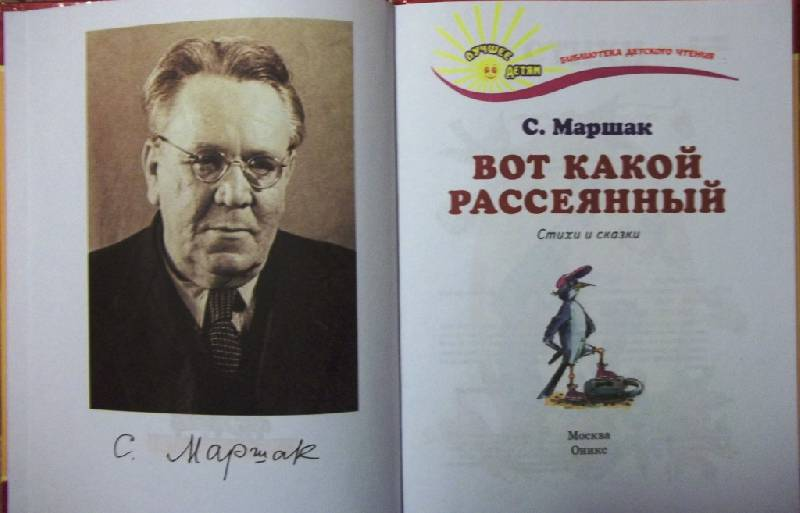 С. Маршак
ЛУЧШЕЕ
ДЕТЯМ
БИБЛИОТЕКА ДЕТСКОГО ЧТЕНИЯ
С. Маршак
ВОТ КАКОЙ
РАССЕЯННЫЙ
Стихи и сказки
Москва
Оникс